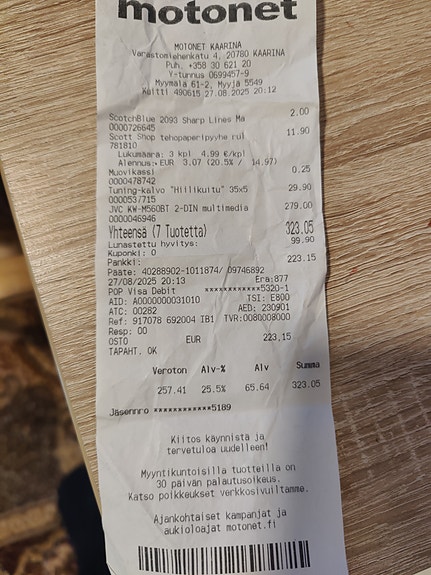 motonet
MOTONET KAARINA
Varastomiehenkatu 4, 20780 KAARINA
Puh. +358 30 621 20
Y-tunnus 0699457-9
Myymälä 61-2, Myyjä 5549
Kuitti 490615 27.08.2025 20:12
ScotchBlue 2093 Sharp Lines Ma 2.00
0000726645
Scott Shop tehopaperipyyhe rul 11.90
781810
Lukumäärä: 3 kpl 4.99 €/kpl
Alennus: EUR 3.07 (20.5% / 14.97)
Muovikassi 0.25
0000478742
Tuning-kalvo "Hiilikuitu" 35x5 29.90
0000537715
JVC KW-M560BT 2-DIN multimedia 279.00
0000046946
Yhteensä (7 Tuotetta) 323.05
Lunastettu hyvitys: 99.90
Kuponki: 0
Pankki: 223.15
Pääte: 40288902-1011874/ 09746892
27/08/2025 20:13 Era:877
POP Visa Debit ************5320-1
AID: A0000000031010 TSI: E800
ATC: 00282 AED: 230901
Ref: 917078 692004 IB1 TVR:0080008000
Resp: 00
OSTO EUR 223,15
TAPAHT. OK
Veroton Alv-% Alv Summa
257.41 25.5% 65.64 323.05
Jäsennro ************5189
Kiitos käynnistä ja
tervetuloa uudelleen!
Myyntikuntoisilla tuotteilla on
30 päivän palautusoikeus.
Katso poikkeukset verkkosivuiltamme.
Ajankohtaiset kampanjat ja
aukioloajat motonet.fi